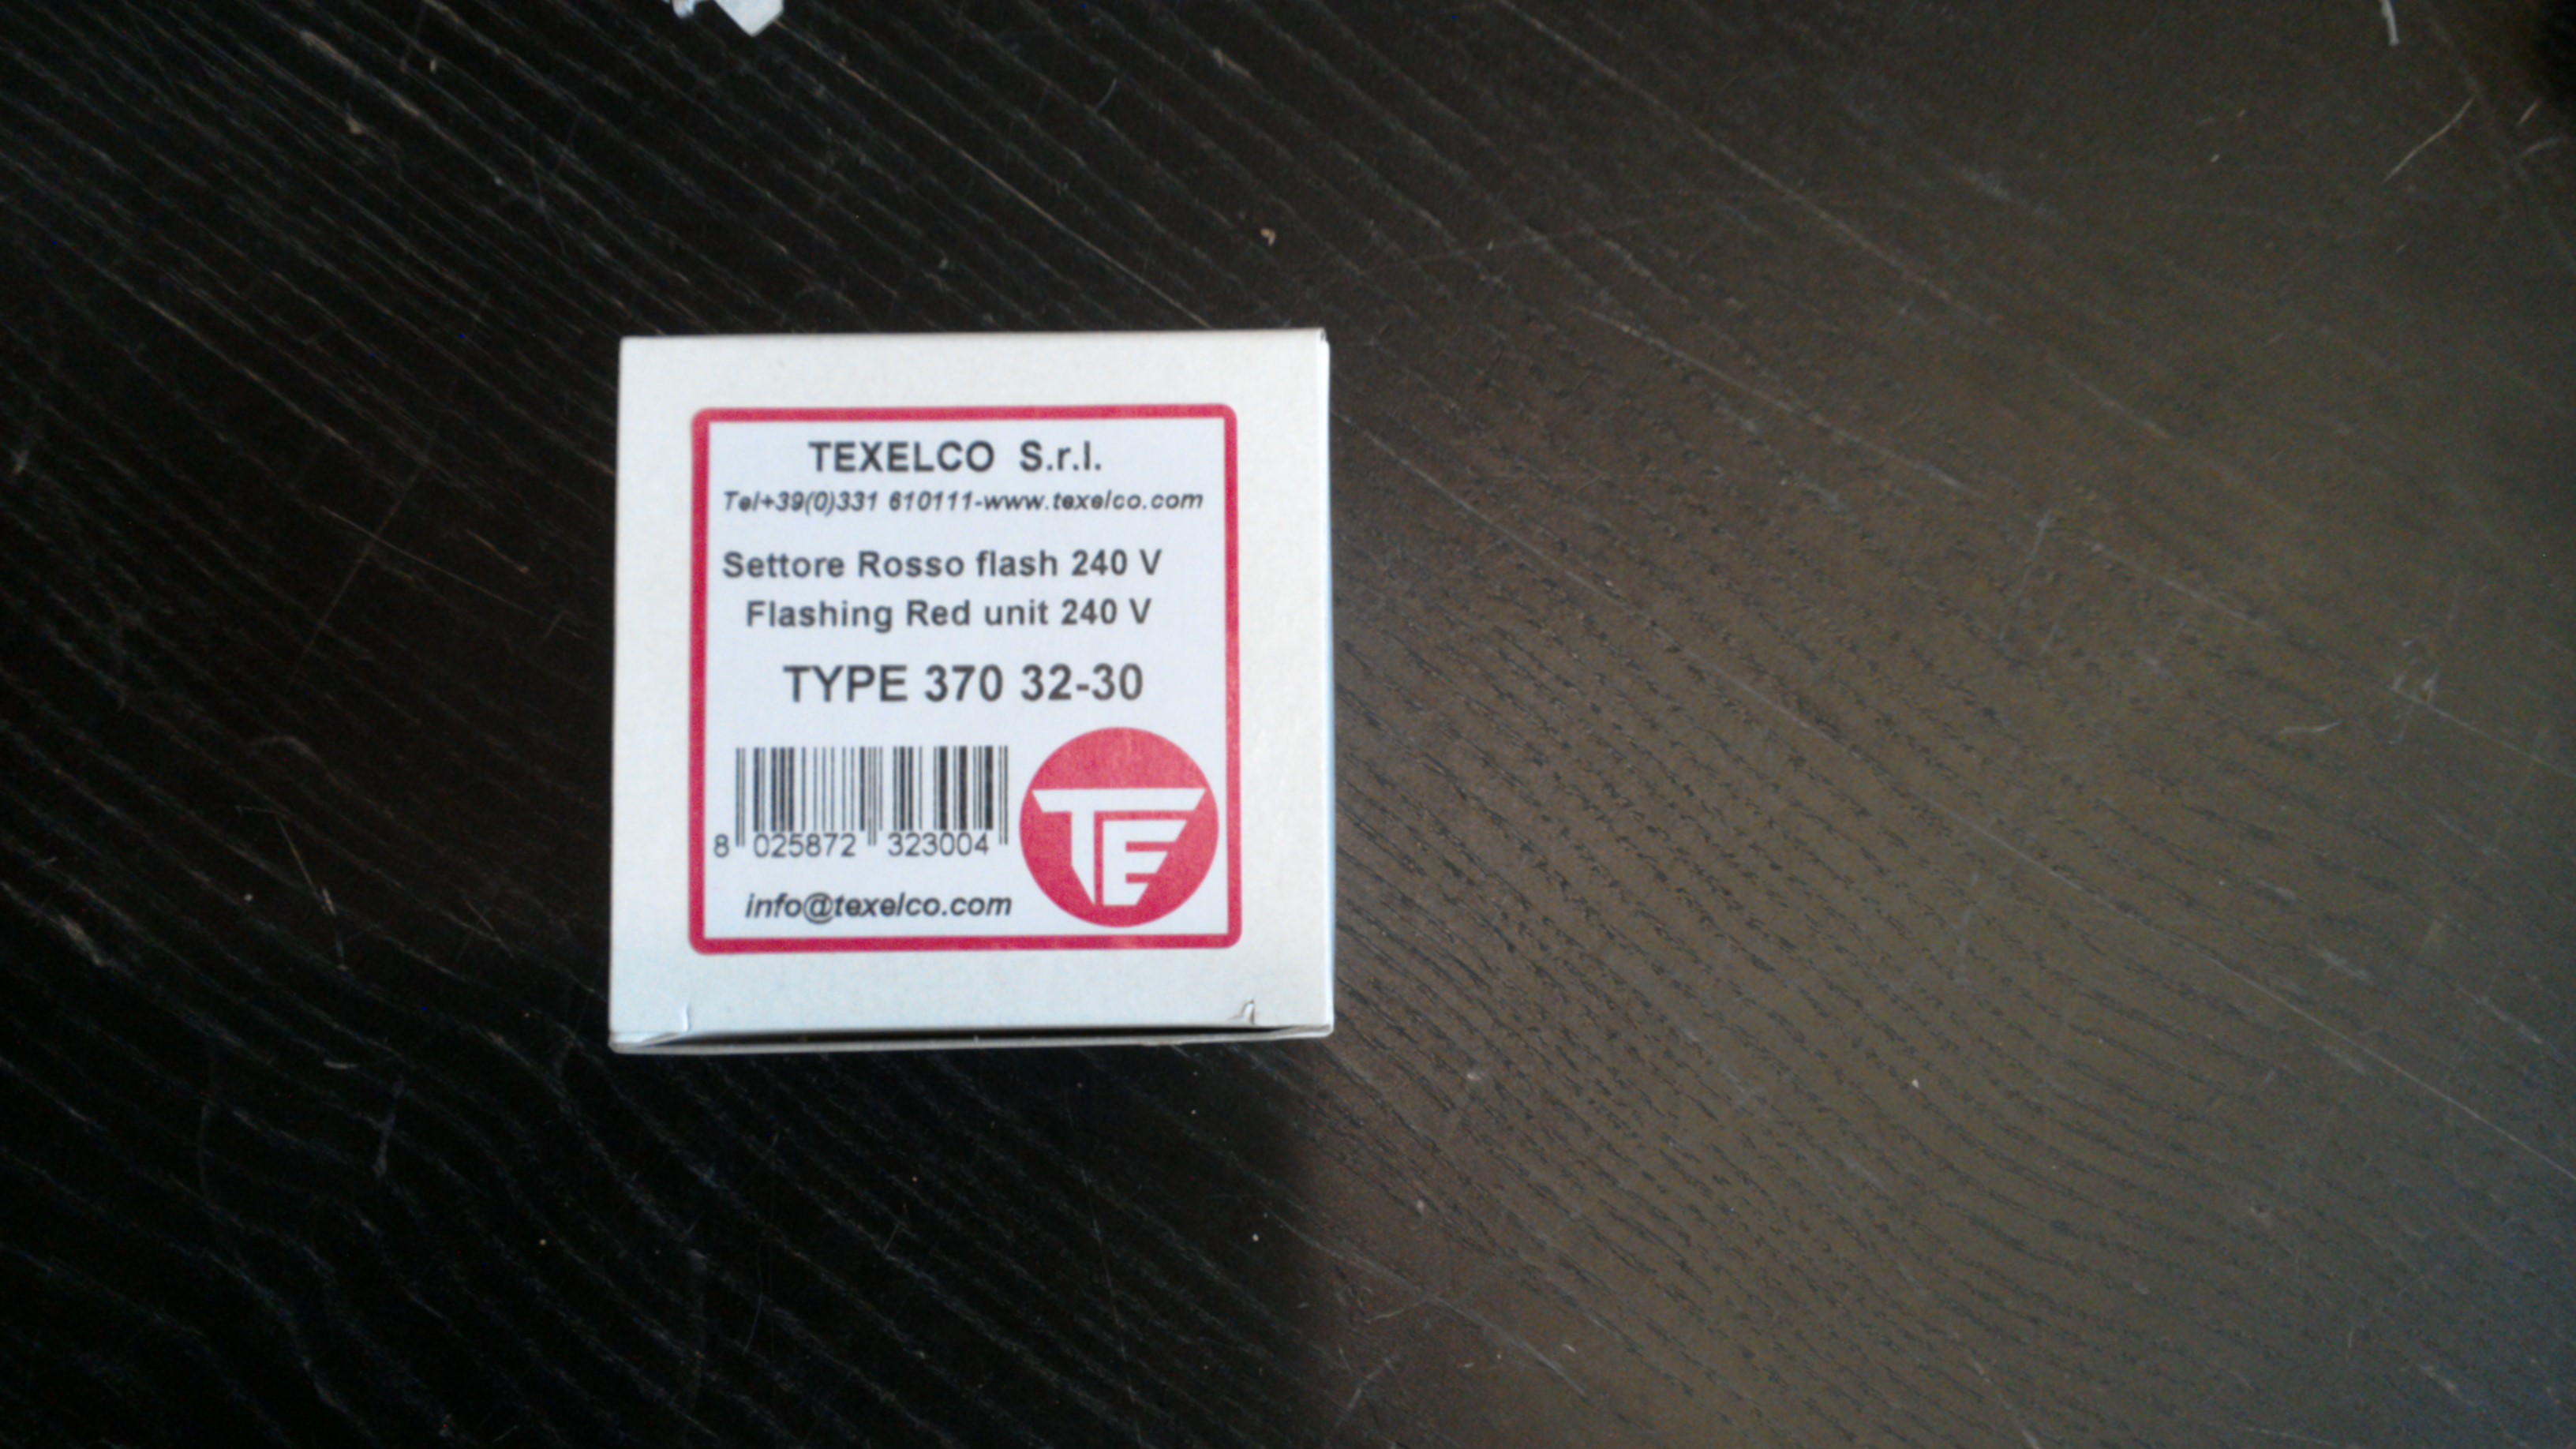 TEXELCO S.r.l.
Tel+39(0)331 610111-www.texelco.com
Settore Rosso flash 240 V
Flashing Red unit 240 V
TYPE 370 32-30
8 025872 323004
TE
info@texelco.com